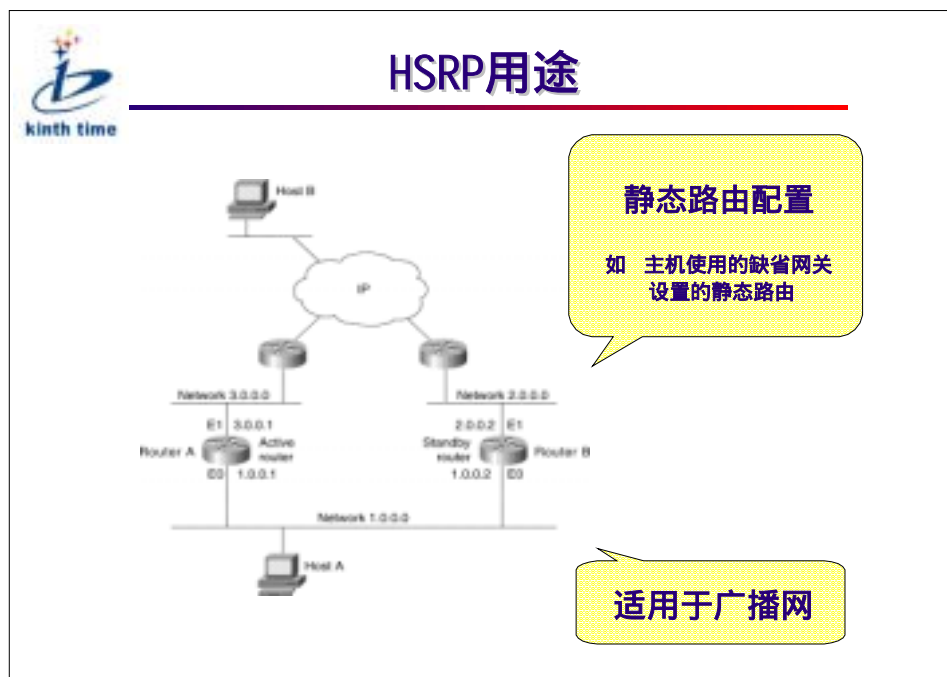 HSRP用途
kinth time
静态路由配置
如 主机使用的缺省网关
设置的静态路由
Host B
IP
Network 3.0.0.0
Network 2.0.0.0
E1 3.0.0.1
2.0.0.2 E1
Router A
Active
router
Standby
router
Router B
E0 1.0.0.1
1.0.0.2 E0
Network 1.0.0.0
Host A
适用于广播网